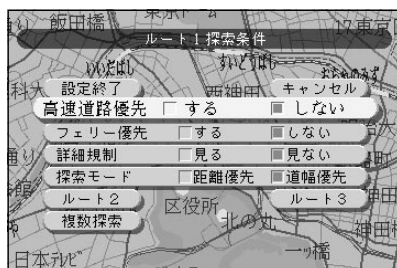 飯田橋
東京ドーム
17,東京
ルート1探索条件
いいだばし
すいどうば
おちゃのみず
科大
設定終了
西神田
キャンセル
高速道路優先 する しない
フェリー優先 する しない
詳細規制 見る 見ない
探索モード 距離優先 道幅優先
ルート2
区役所
ルート3
複数探索
北の丸
一ツ橋
神田
日本テレビ